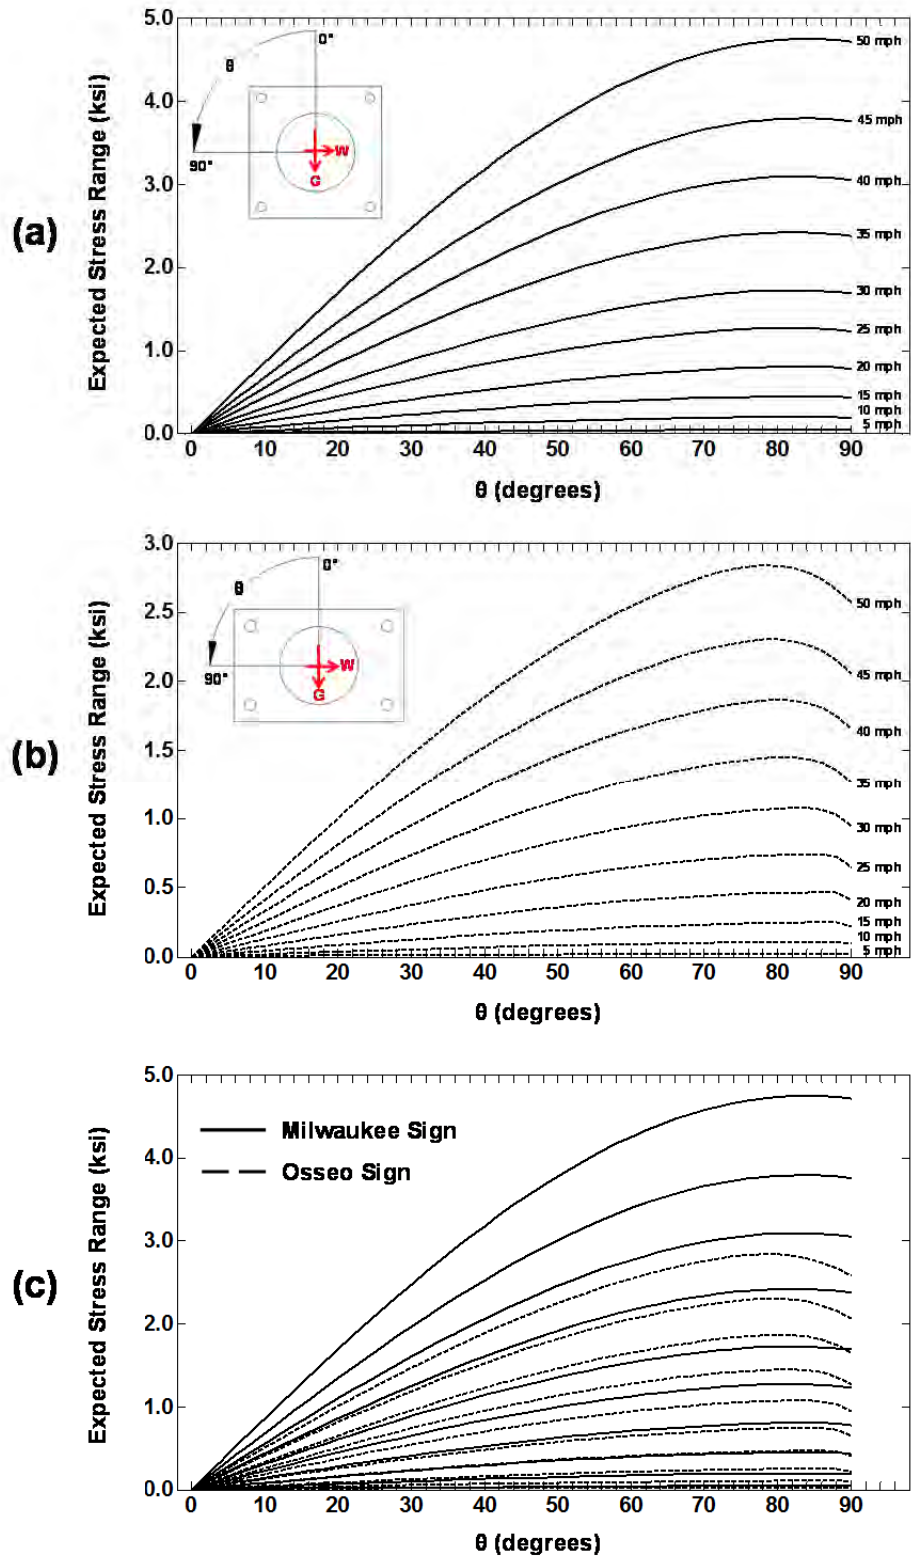 (a)
Expected Stress Range (ksi)
5.0
4.0
3.0
2.0
1.0
0.0
0°
θ
90°
W
G
50 mph
45 mph
40 mph
35 mph
30 mph
25 mph
20 mph
15 mph
10 mph
5 mph
0 10 20 30 40 50 60 70 80 90
θ (degrees)
(b)
Expected Stress Range (ksi)
3.0
2.5
2.0
1.5
1.0
0.5
0.0
0°
θ
90°
W
G
50 mph
45 mph
40 mph
35 mph
30 mph
25 mph
20 mph
15 mph
10 mph
5 mph
0 10 20 30 40 50 60 70 80 90
θ (degrees)
(c)
Expected Stress Range (ksi)
5.0
4.0
3.0
2.0
1.0
0.0
Milwaukee Sign
Osseo Sign
0 10 20 30 40 50 60 70 80 90
θ (degrees)